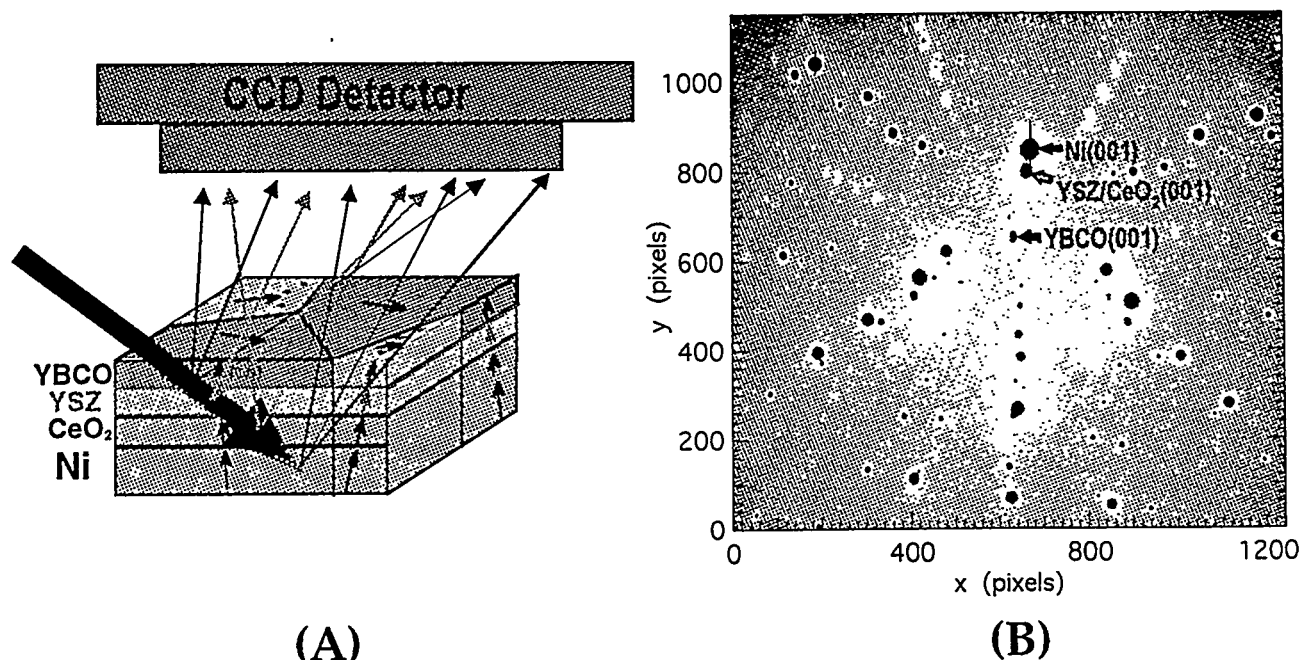 CCD Detector
YBCO
YSZ
CeO₂
Ni
(A)
1000
800
600
400
200
0
y (pixels)
Ni(001)
YSZ/CeO₂(001)
YBCO(001)
0
400
800
1200
x (pixels)
(B)